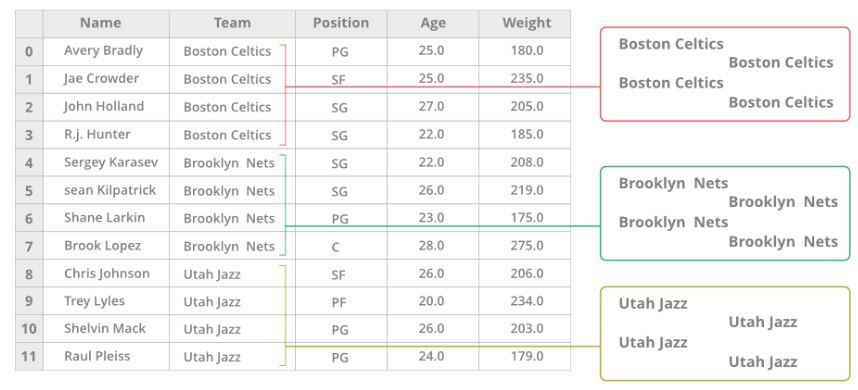 Name Team Position Age Weight
0 Avery Bradly Boston Celtics PG 25.0 180.0
1 Jae Crowder Boston Celtics SF 25.0 235.0
2 John Holland Boston Celtics SG 27.0 205.0
3 R.j. Hunter Boston Celtics SG 22.0 185.0
4 Sergey Karasev Brooklyn Nets SG 22.0 208.0
5 sean Kilpatrick Brooklyn Nets SG 26.0 219.0
6 Shane Larkin Brooklyn Nets PG 23.0 175.0
7 Brook Lopez Brooklyn Nets C 28.0 275.0
8 Chris Johnson Utah Jazz SF 26.0 206.0
9 Trey Lyles Utah Jazz PF 20.0 234.0
10 Shelvin Mack Utah Jazz PG 26.0 203.0
11 Raul Pleiss Utah Jazz PG 24.0 179.0
Boston Celtics
Boston Celtics
Boston Celtics
Boston Celtics
Brooklyn Nets
Brooklyn Nets
Brooklyn Nets
Brooklyn Nets
Utah Jazz
Utah Jazz
Utah Jazz
Utah Jazz